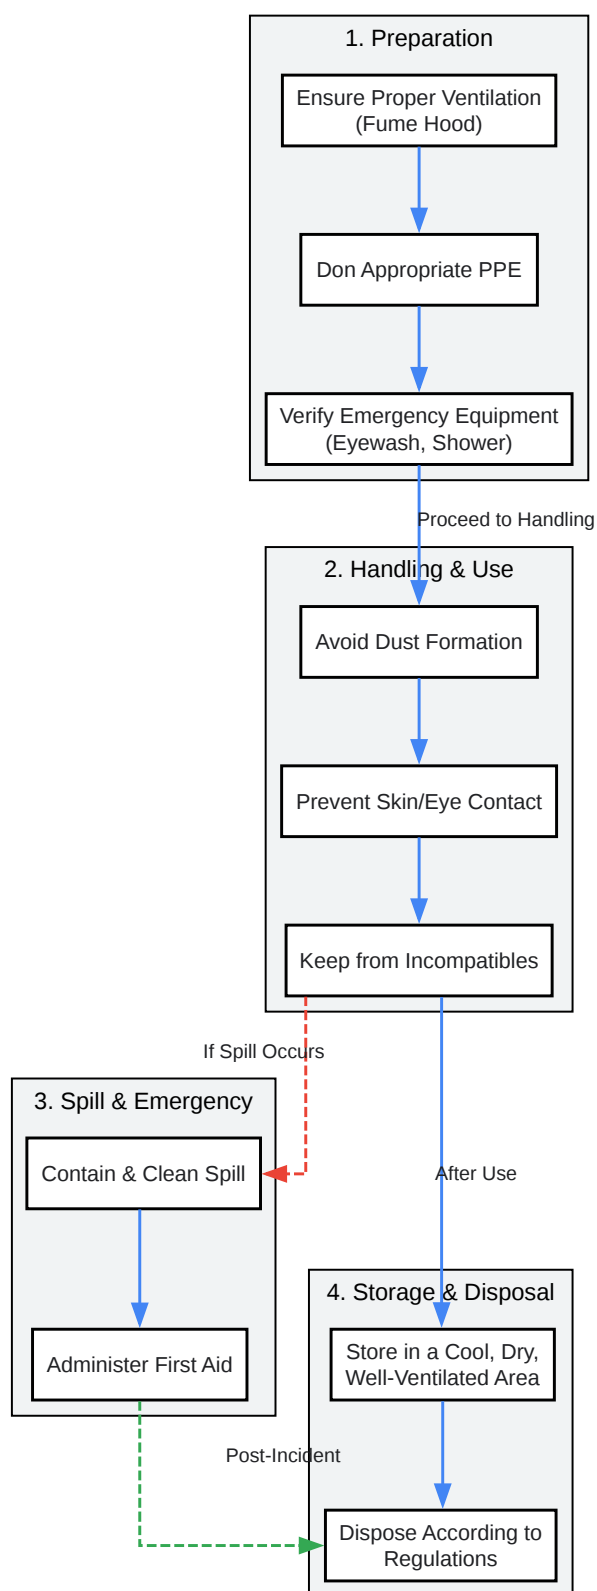 1. Preparation
Ensure Proper Ventilation
(Fume Hood)
Don Appropriate PPE
Verify Emergency Equipment
(Eyewash, Shower)
Proceed to Handling
2. Handling & Use
Avoid Dust Formation
Prevent Skin/Eye Contact
Keep from Incompatibles
If Spill Occurs
3. Spill & Emergency
Contain & Clean Spill
After Use
Administer First Aid
4. Storage & Disposal
Store in a Cool, Dry,
Well-Ventilated Area
Post-Incident
Dispose According to
Regulations